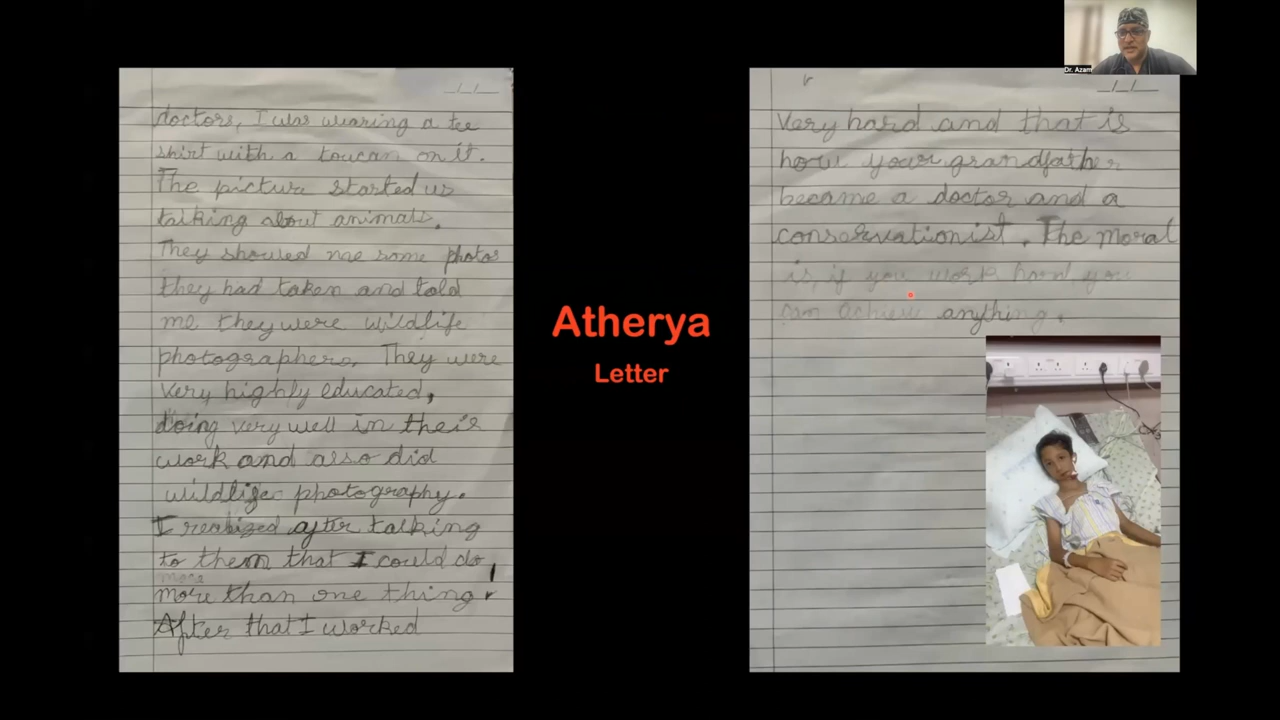 Dr. Azam
doctors, I was wearing a tee
shirt with a toucan on it.
The picture started us
talking about animals.
They showed me some photos
they had taken and told
me they were wildlife
photographers. They were
very highly educated,
doing very well in their
work and also did
wildlife photography.
I realized after talking
to them that I could do
more
more than one thing.
After that I worked
Atherya
Letter
very hard and that is
how your grandfather
became a doctor and a
conservationist. The moral
is, if you work hard you
can achieve anything.